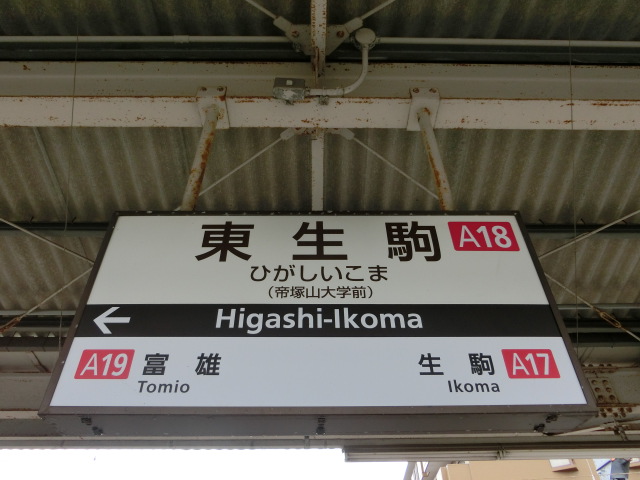 東生駒 A18
ひがしいこま
(帝塚山大学前)
← Higashi-Ikoma
A19 富雄 生駒 A17
Tomio Ikoma